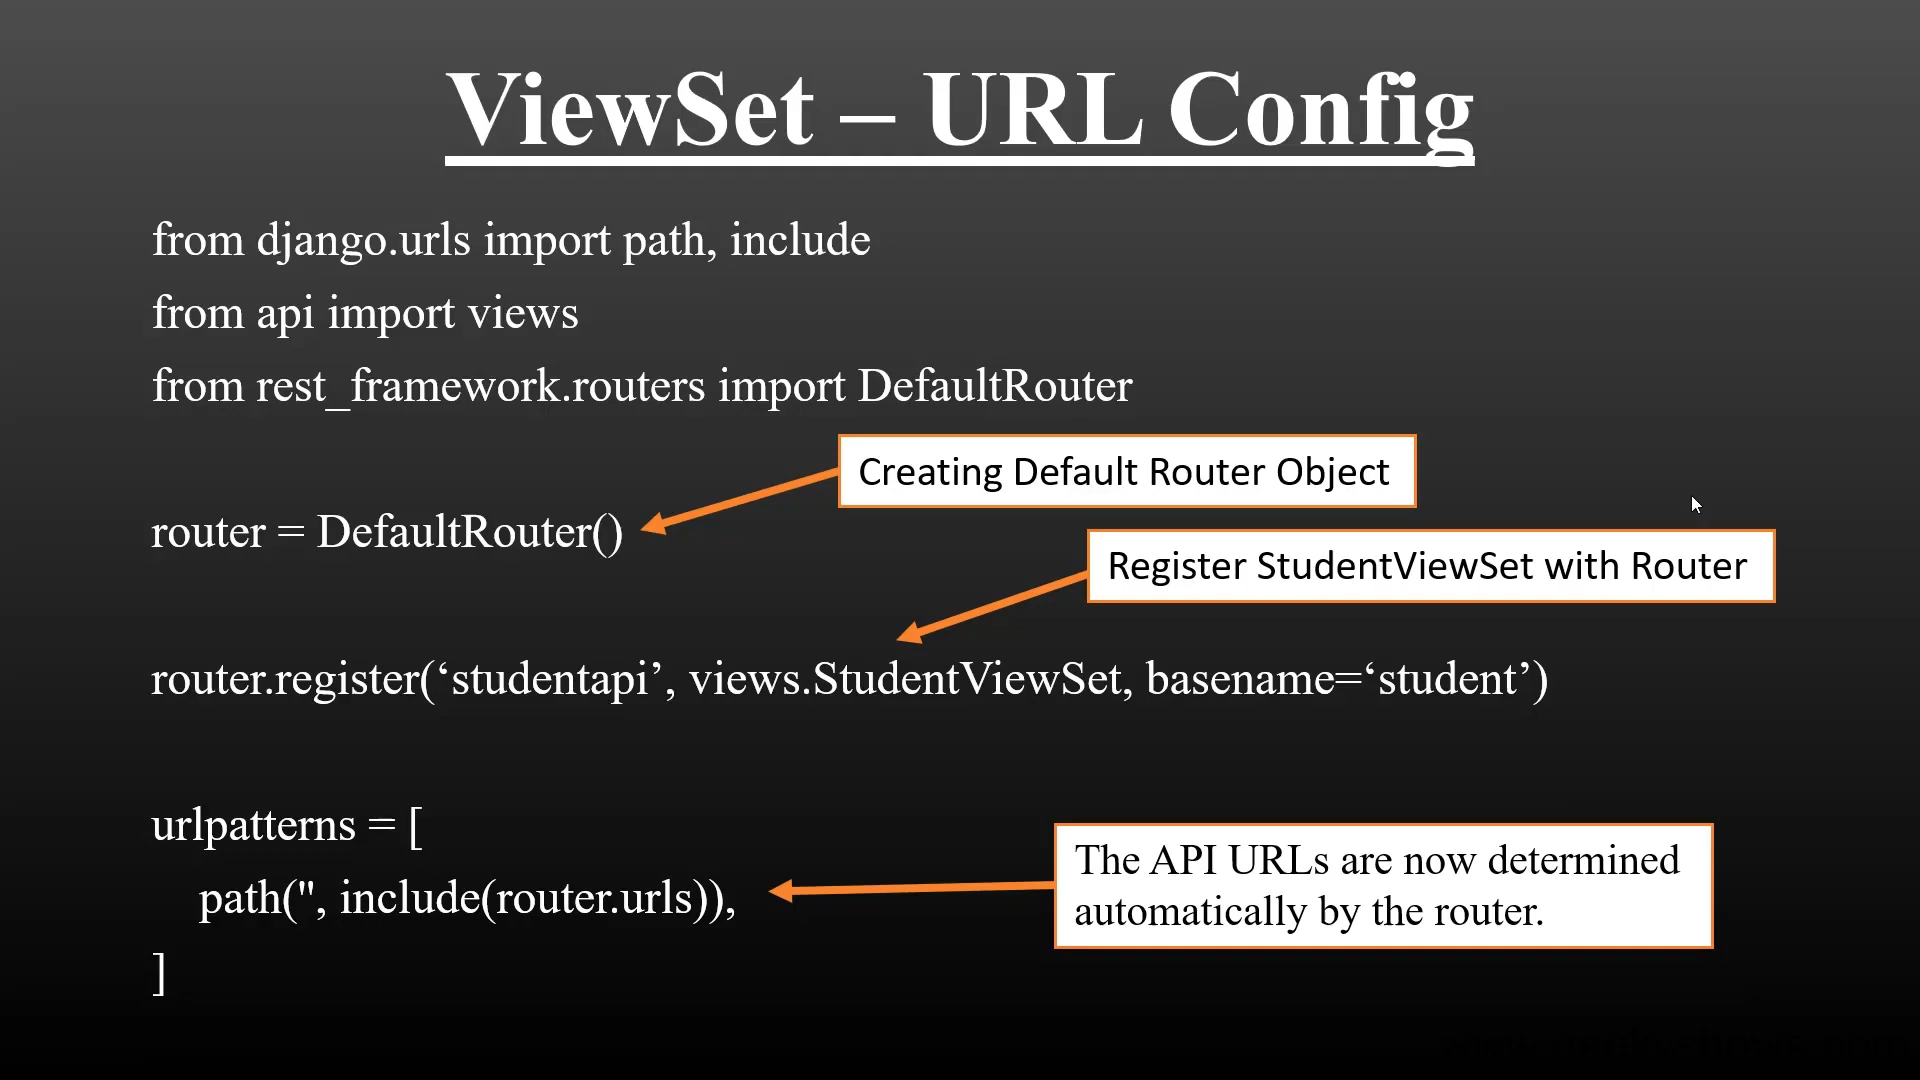 ViewSet – URL Config
from django.urls import path, include
from api import views
from rest_framework.routers import DefaultRouter
Creating Default Router Object
router = DefaultRouter()
Register StudentViewSet with Router
router.register(‘studentapi’, views.StudentViewSet, basename=‘student’)
urlpatterns = [
path('', include(router.urls)),
The API URLs are now determined
automatically by the router.
]